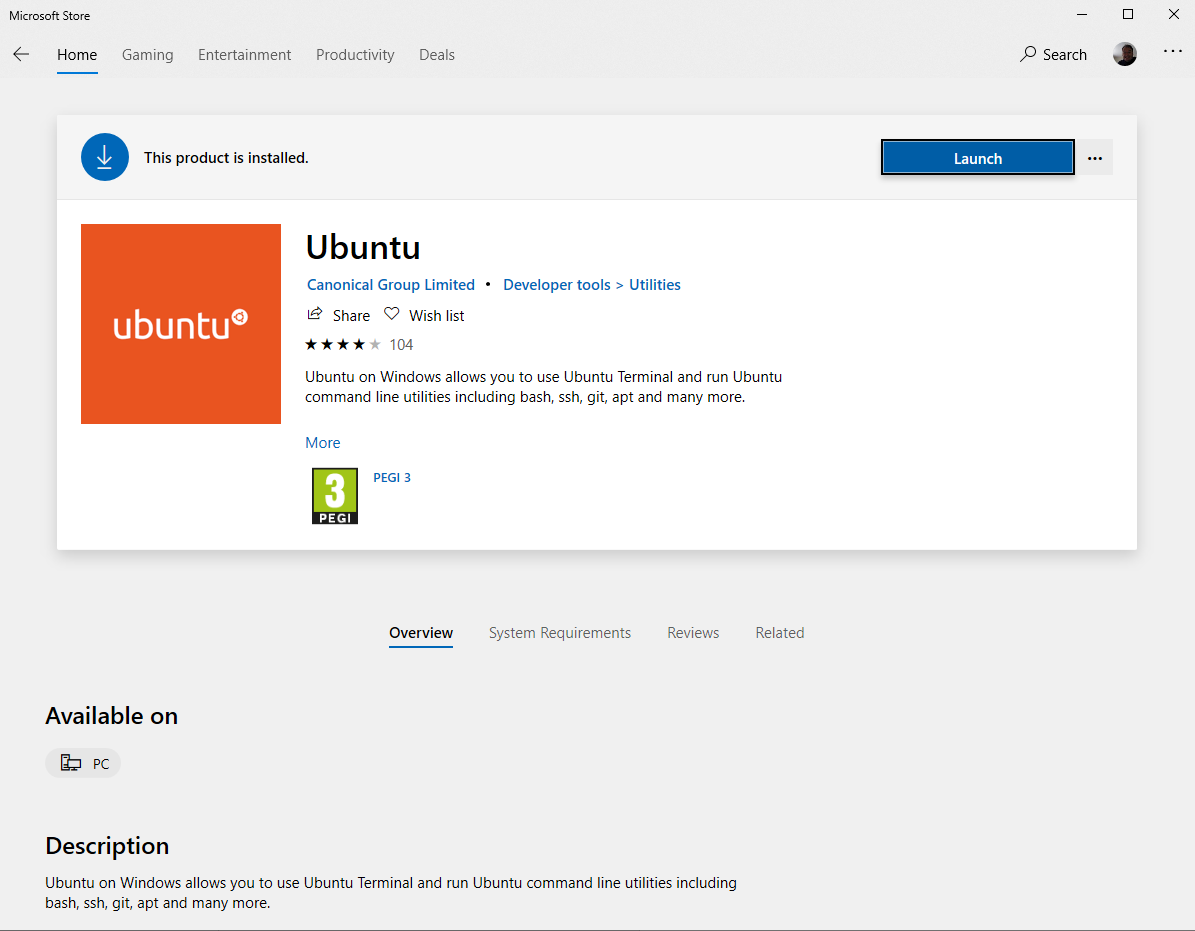 Microsoft Store
Home Gaming Entertainment Productivity Deals Search
This product is installed. Launch
ubuntu
Ubuntu
Canonical Group Limited • Developer tools > Utilities
Share Wish list
104
Ubuntu on Windows allows you to use Ubuntu Terminal and run Ubuntu
command line utilities including bash, ssh, git, apt and many more.
More
3
PEGI
PEGI 3
Overview System Requirements Reviews Related
Available on
PC
Description
Ubuntu on Windows allows you to use Ubuntu Terminal and run Ubuntu command line utilities including
bash, ssh, git, apt and many more.